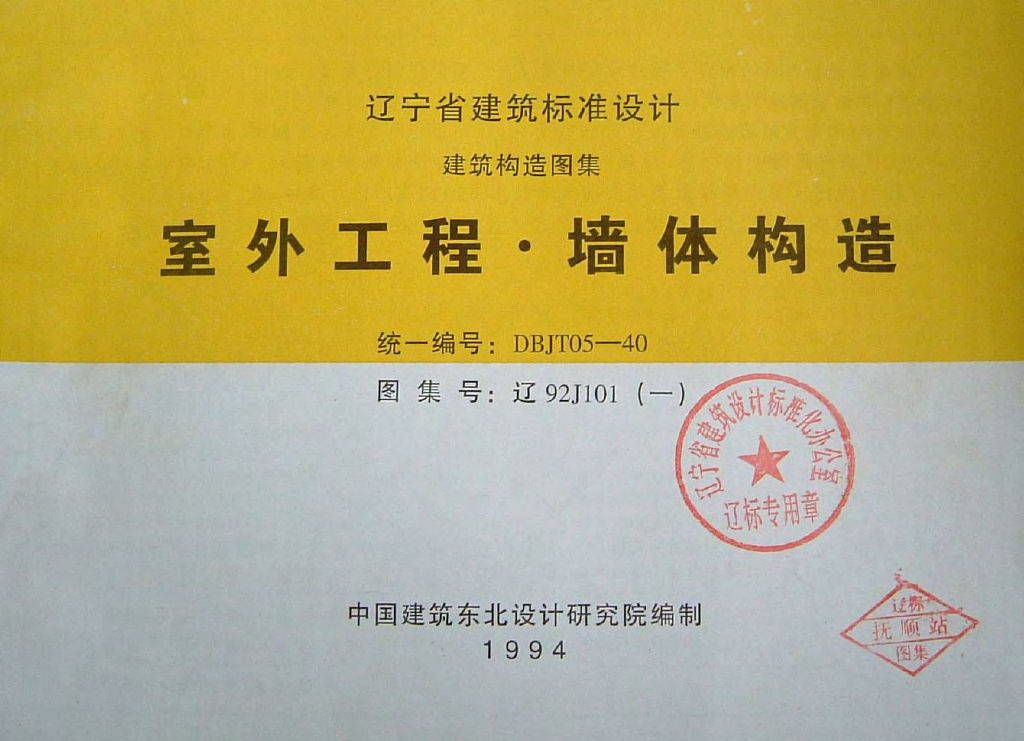 辽宁省建筑标准设计
建筑构造图集
室外工程·墙体构造
统一编号：DBJT05—40
图集号：辽92J101（一）
辽宁省建筑设计标准化办公室
辽标专用章
中国建筑东北设计研究院编制
1994
辽标
抚顺站
图集